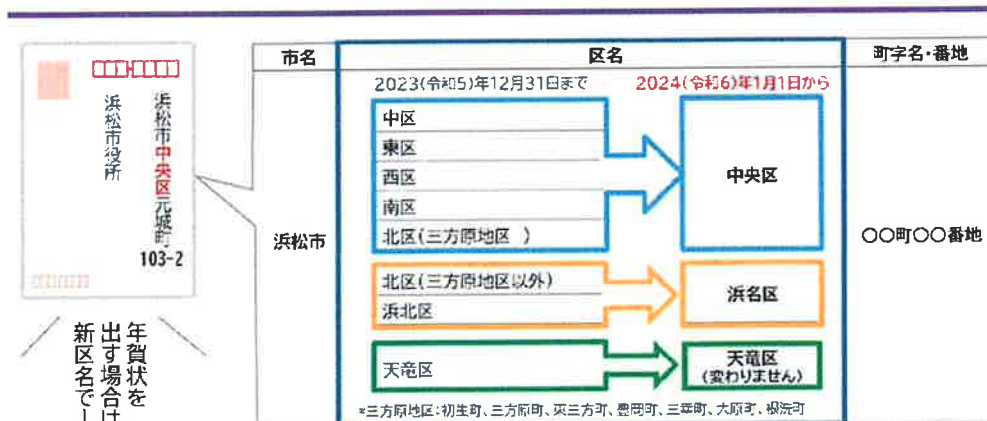 市名
区名
町字名・番地
2023(令和5)年12月31日まで
2024(令和6)年1月1日から
浜松市
中区
東区
西区
南区
北区(三方原地区 )
中央区
北区(三方原地区以外)
浜北区
浜名区
天竜区
天竜区
(変わりません)
〇〇町〇〇番地
*三方原地区:初生町、三方原町、東三方町、豊岡町、三幸町、大原町、根洗町
浜松市中央区元城町
103-2
浜松市役所
年賀状を
出す場合は
新区名で